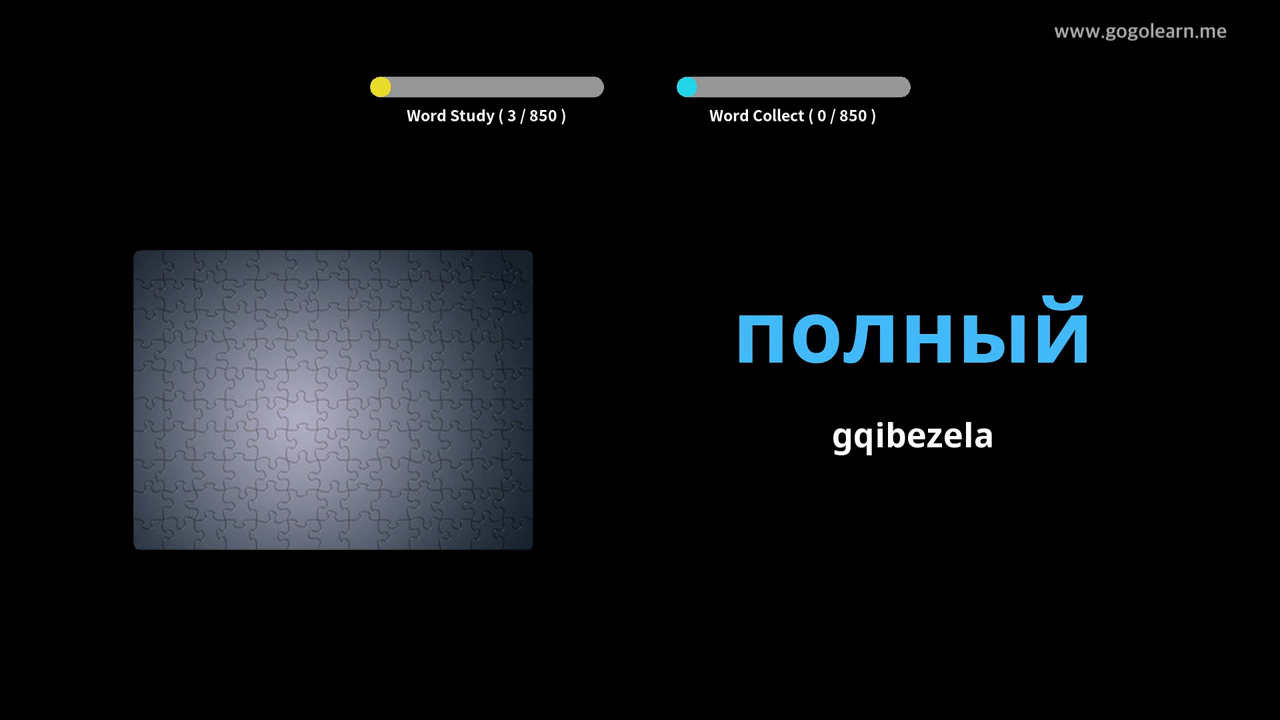 www.gogolearn.me
Word Study ( 3 / 850 )
Word Collect ( 0 / 850 )
полный
gqibezela